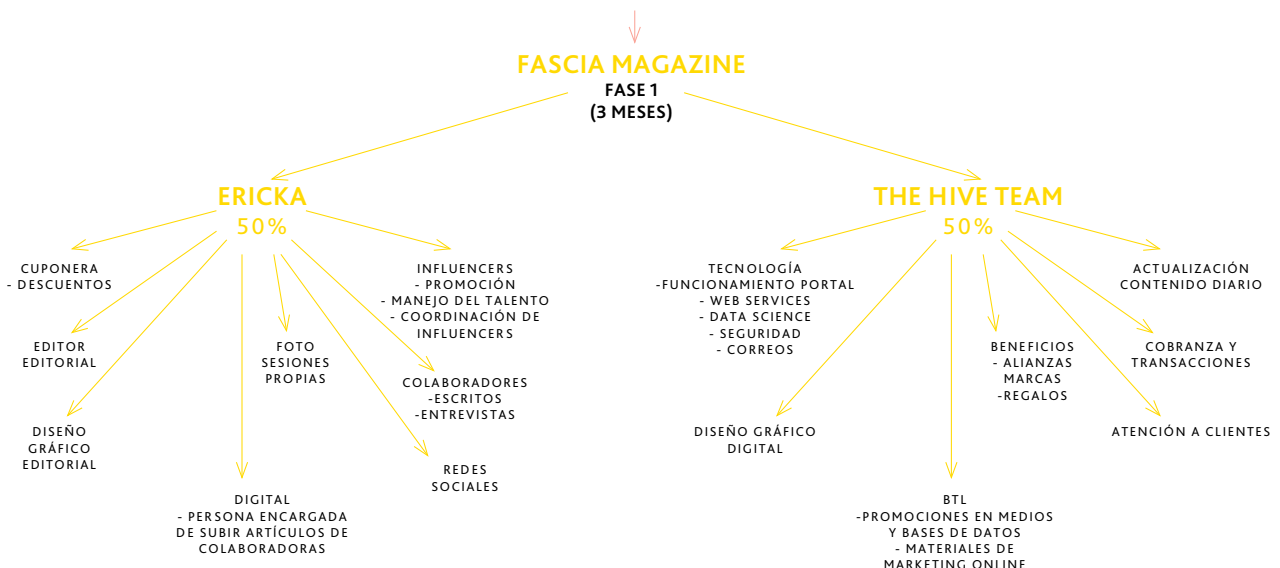 FASCIA MAGAZINE
FASE 1
(3 MESES)
ERICKA
50%
CUPONERA
- DESCUENTOS
EDITOR
EDITORIAL
DISEÑO
GRÁFICO
EDITORIAL
DIGITAL
- PERSONA ENCARGADA
DE SUBIR ARTÍCULOS DE
COLABORADORAS
FOTO
SESIONES
PROPIAS
INFLUENCERS
- PROMOCIÓN
- MANEJO DEL TALENTO
- COORDINACIÓN DE
INFLUENCERS
COLABORADORES
-ESCRITOS
-ENTREVISTAS
REDES
SOCIALES
THE HIVE TEAM
50%
TECNOLOGÍA
-FUNCIONAMIENTO PORTAL
- WEB SERVICES
- DATA SCIENCE
- SEGURIDAD
- CORREOS
DISEÑO GRÁFICO
DIGITAL
BTL
-PROMOCIONES EN MEDIOS
Y BASES DE DATOS
- MATERIALES DE
MARKETING ONLINE
BENEFICIOS
- ALIANZAS
MARCAS
-REGALOS
ACTUALIZACIÓN
CONTENIDO DIARIO
COBRANZA Y
TRANSACCIONES
ATENCIÓN A CLIENTES